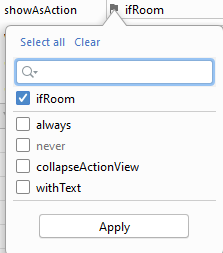 showAsAction ifRoom
Select all Clear
ifRoom
always
never
collapseActionView
withText
Apply